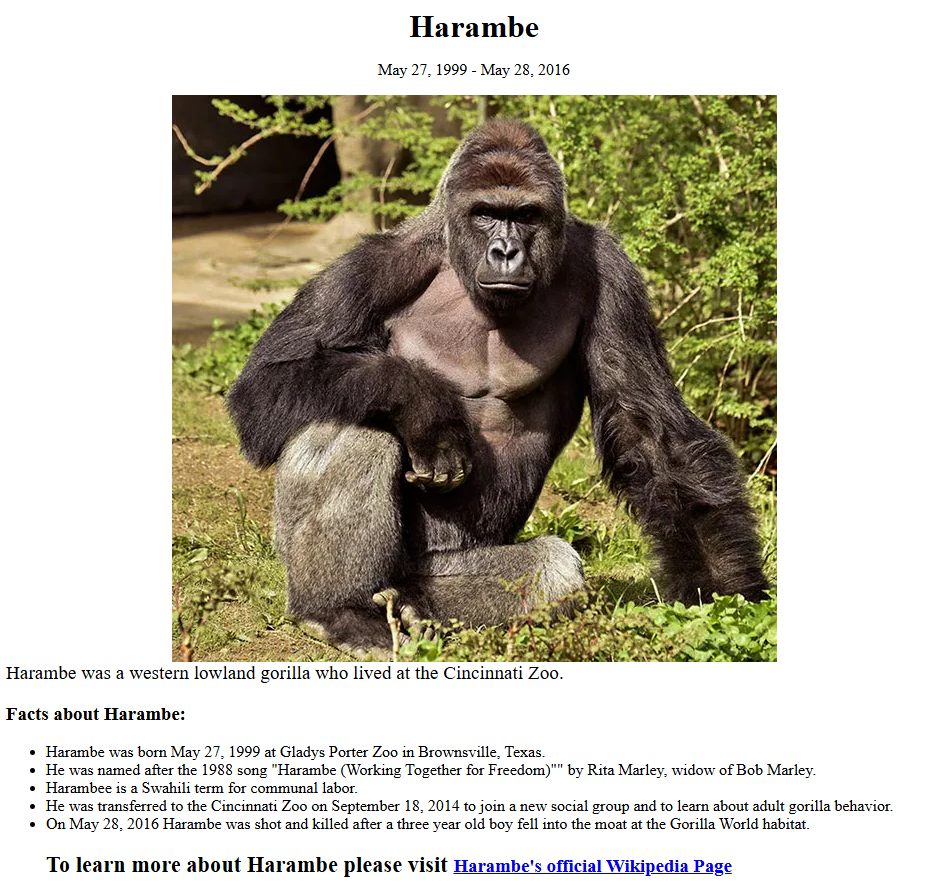 Harambe
May 27, 1999 - May 28, 2016
Harambe was a western lowland gorilla who lived at the Cincinnati Zoo.
Facts about Harambe:
• Harambe was born May 27, 1999 at Gladys Porter Zoo in Brownsville, Texas.
• He was named after the 1988 song "Harambe (Working Together for Freedom)"" by Rita Marley, widow of Bob Marley.
• Harambee is a Swahili term for communal labor.
• He was transferred to the Cincinnati Zoo on September 18, 2014 to join a new social group and to learn about adult gorilla behavior.
• On May 28, 2016 Harambe was shot and killed after a three year old boy fell into the moat at the Gorilla World habitat.
To learn more about Harambe please visit Harambe's official Wikipedia Page